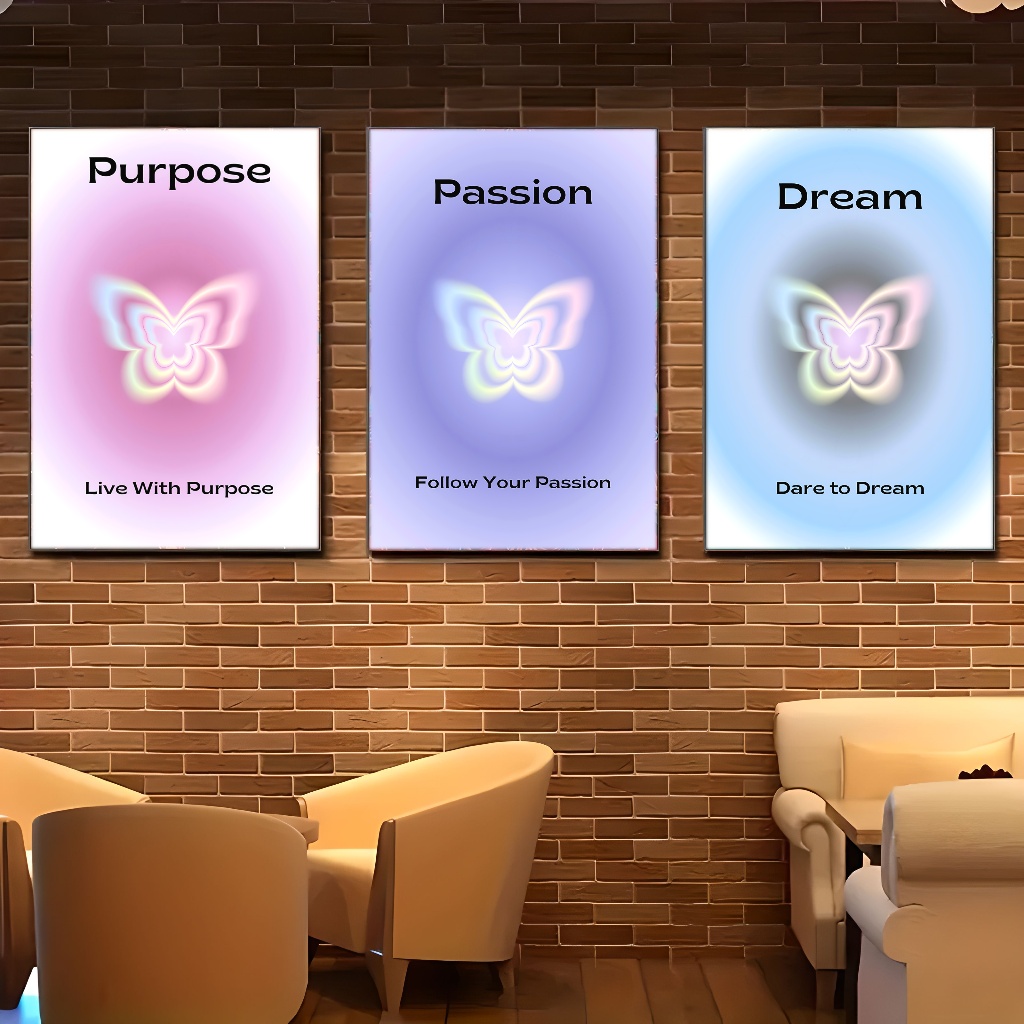 Purpose
Live With Purpose
Passion
Follow Your Passion
Dream
Dare to Dream